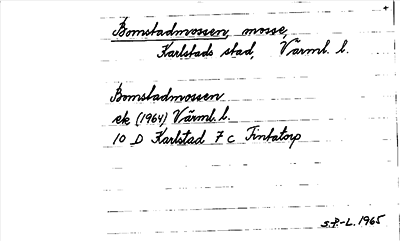 Bomstadmossen, mosse,
Karlstads stad, Värml. l.
Bomstadmossen
ek (1964) Värml. l.
10 D Karlstad 7 c Fintatorp
S.P.-L. 1965